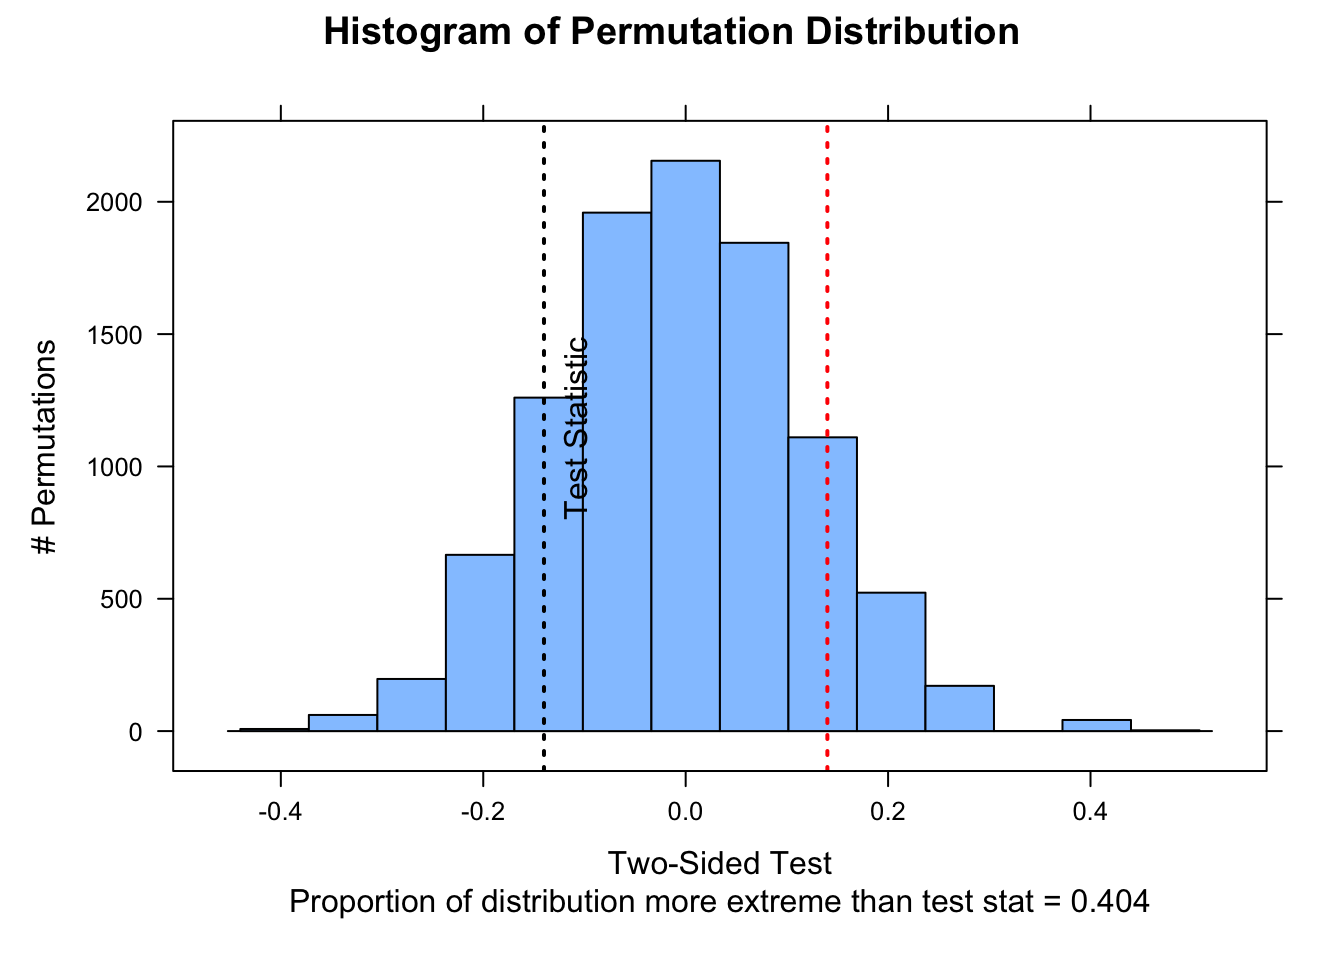 Histogram of Permutation Distribution
# Permutations
2000
1500
1000
500
0
Test Statistic
-0.4 -0.2 0.0 0.2 0.4
Two-Sided Test
Proportion of distribution more extreme than test stat = 0.404